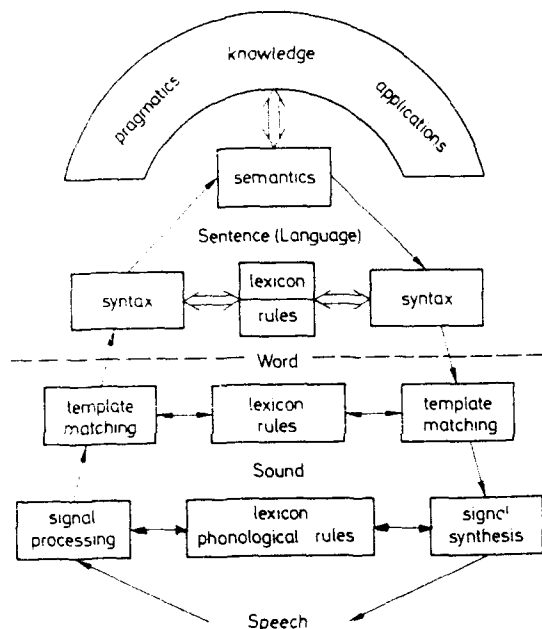 knowledge
pragmatics
applications
semantics
Sentence (Language)
syntax
lexicon
rules
syntax
Word
template
matching
lexicon
rules
template
matching
Sound
signal
processing
lexicon
phonological rules
signal
synthesis
Speech